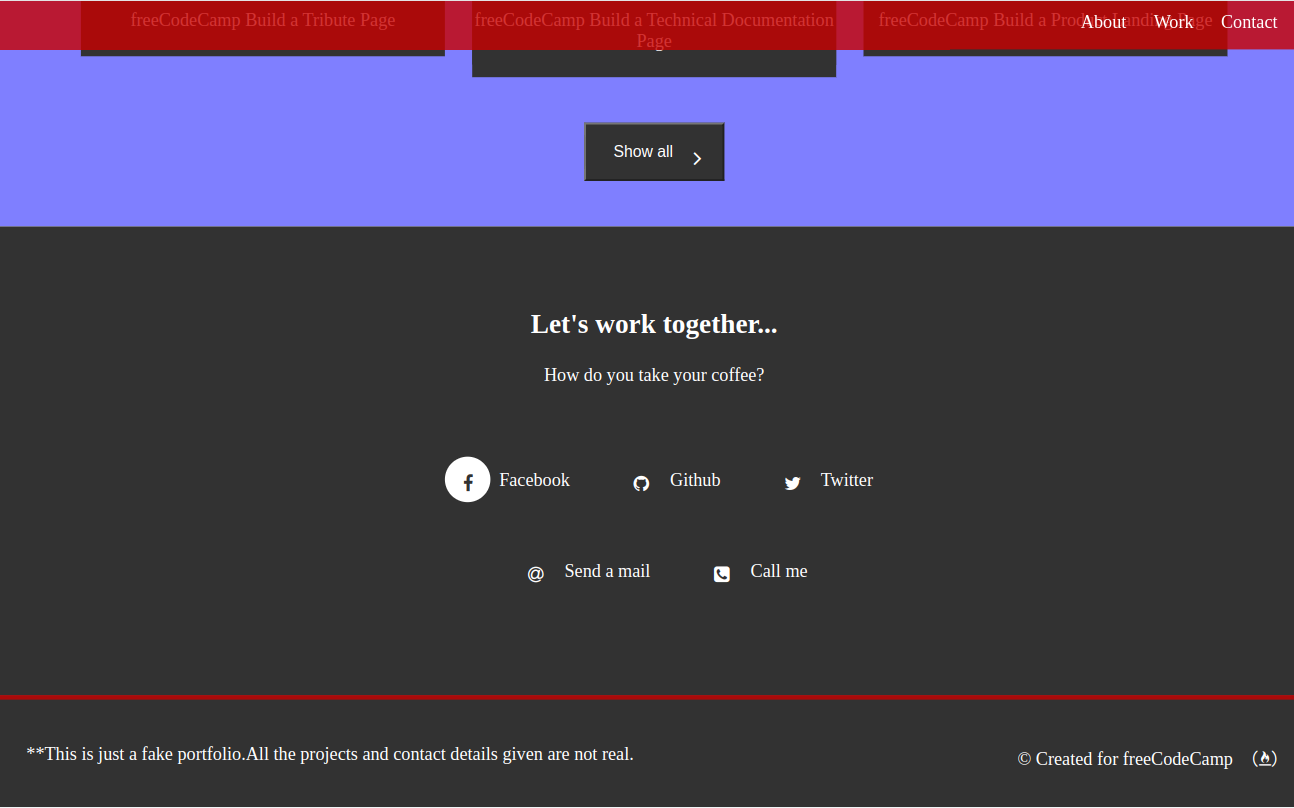 freeCodeCamp Build a Tribute Page
freeCodeCamp Build a Technical Documentation
Page
freeCodeCamp Build a Product Landing Page
About Work Contact
Show all
Let's work together...
How do you take your coffee?
Facebook Github Twitter
Send a mail Call me
**This is just a fake portfolio.All the projects and contact details given are not real.
© Created for freeCodeCamp